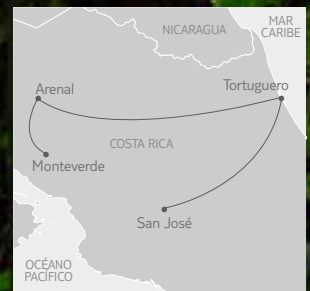 NICARAGUA
MAR
CARIBE
Arenal
Tortuguero
COSTA RICA
Monteverde
San José
OCÉANO
PACÍFICO